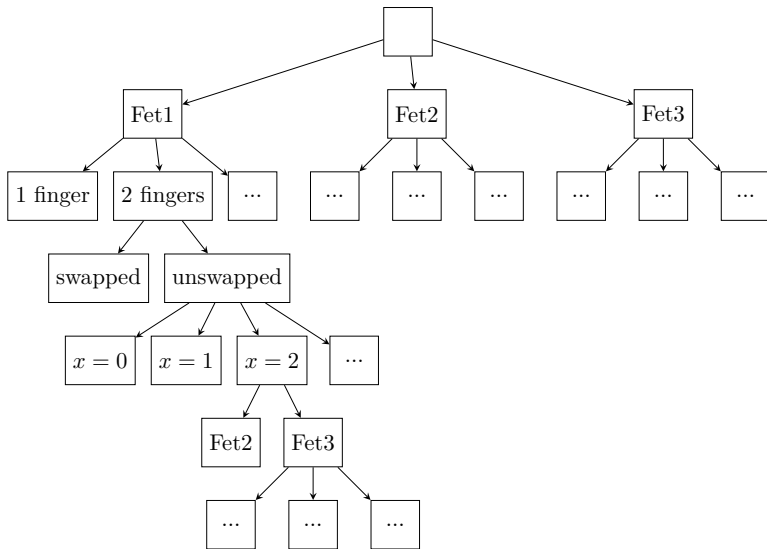 Fet1 Fet2 Fet3
1 finger 2 fingers ... ... ... ... ... ... ...
swapped unswapped
x = 0 x = 1 x = 2 ...
Fet2 Fet3
... ... ...